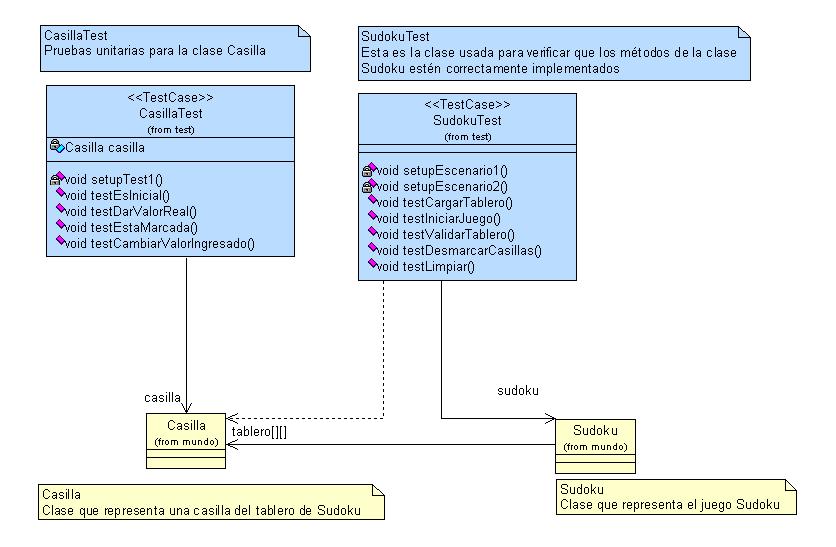 CasillaTest
Pruebas unitarias para la clase Casilla
SudokuTest
Esta es la clase usada para verificar que los métodos de la clase
Sudoku estén correctamente implementados
<<TestCase>>
CasillaTest
(from test)
Casilla casilla
void setupTest1()
void testEsInicial()
void testDarValorReal()
void testEstaMarcada()
void testCambiarValorIngresado()
<<TestCase>>
SudokuTest
(from test)
void setupEscenario1()
void setupEscenario2()
void testCargarTablero()
void testIniciarJuego()
void testValidarTablero()
void testDesmarcarCasillas()
void testLimpiar()
casilla
sudoku
Casilla
(from mundo)
tablero[][]
Sudoku
(from mundo)
Casilla
Clase que representa una casilla del tablero de Sudoku
Sudoku
Clase que representa el juego Sudoku